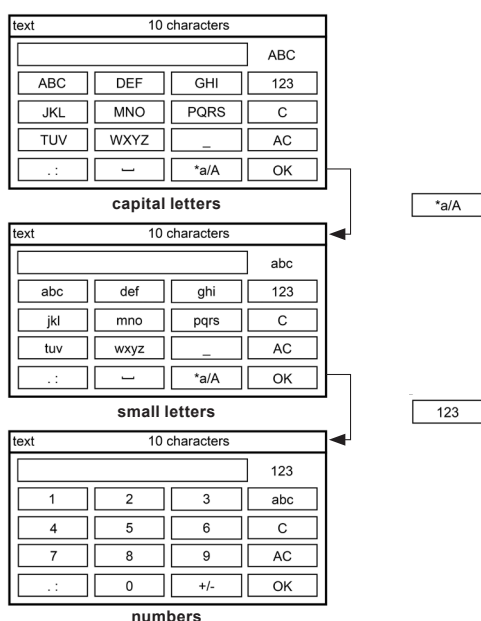 text 10 characters
ABC
ABC DEF GHI 123
JKL MNO PQRS C
TUV WXYZ _ AC
. : ⎵ *a/A OK
capital letters
*a/A
text 10 characters
abc
abc def ghi 123
jkl mno pqrs C
tuv wxyz _ AC
. : ⎵ *a/A OK
small letters
123
text 10 characters
123
1 2 3 abc
4 5 6 C
7 8 9 AC
. : 0 +/- OK
numbers